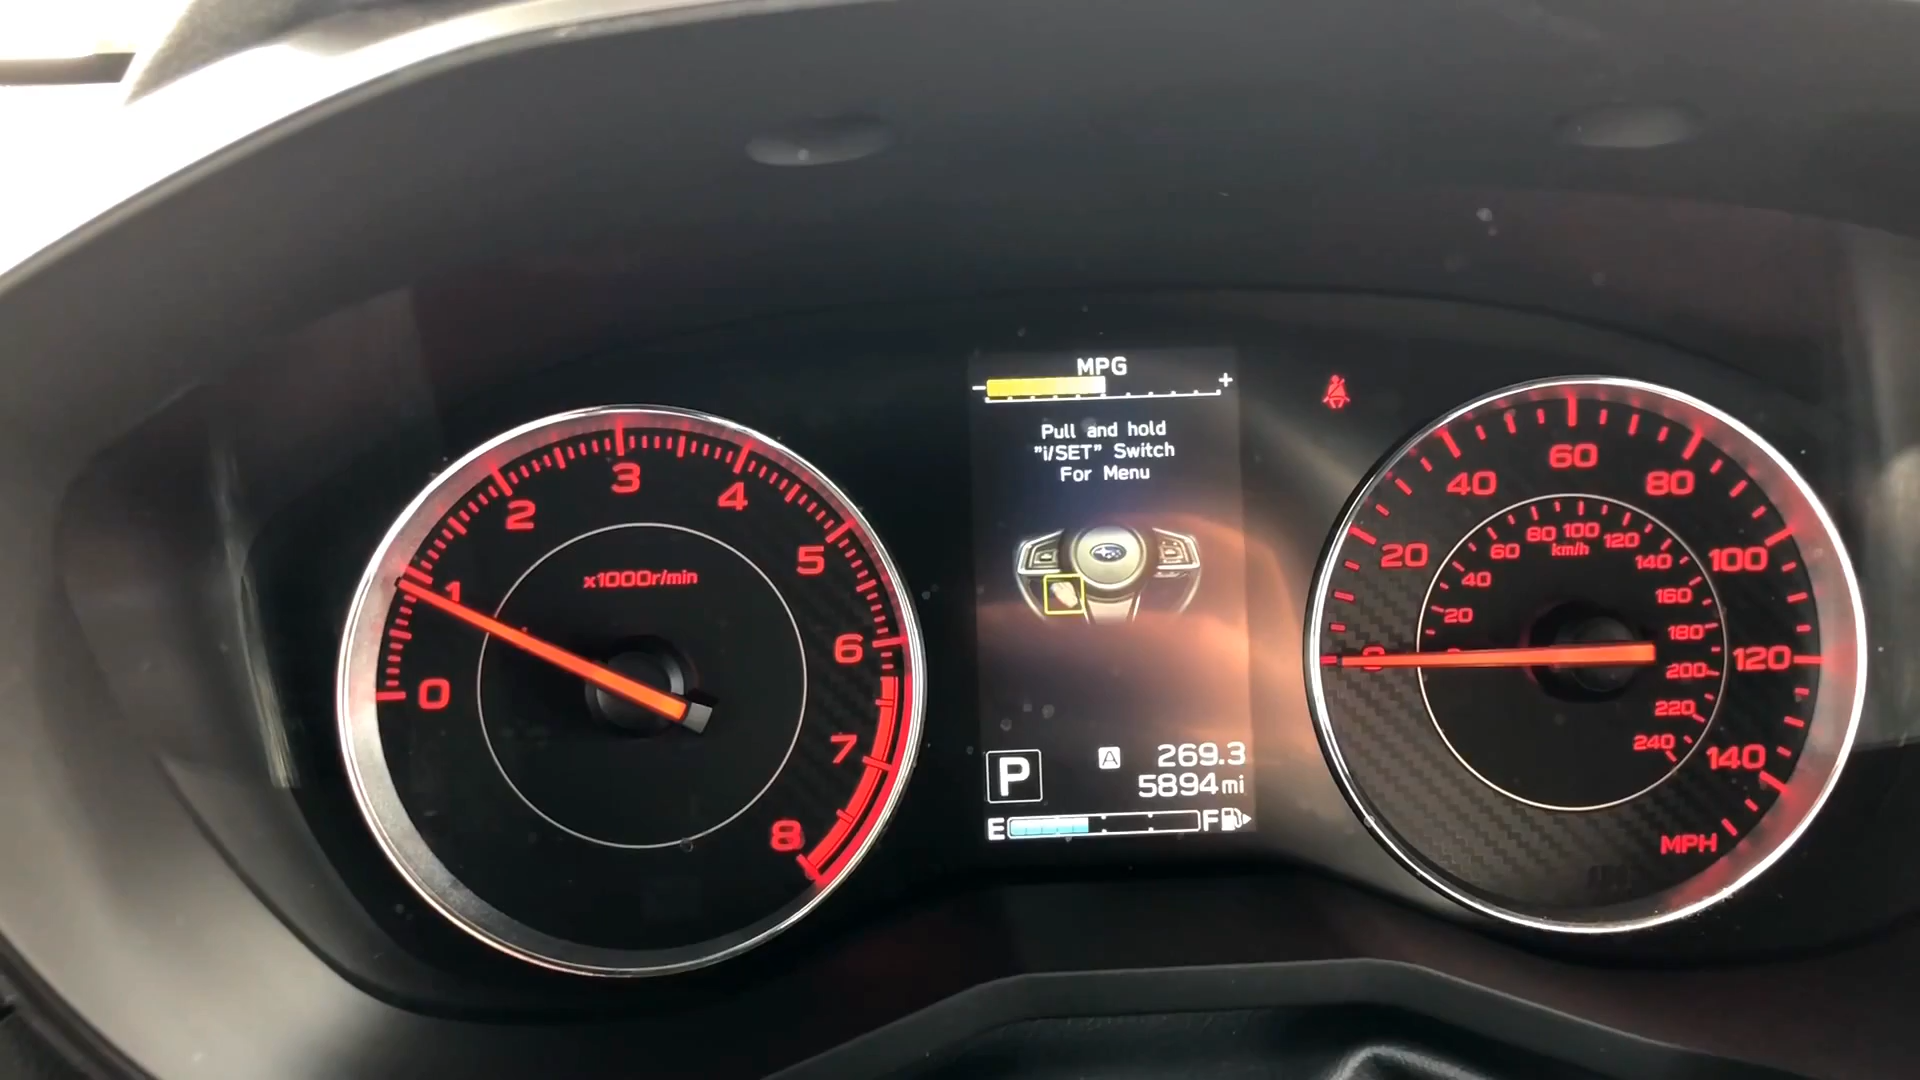 MPG
- +
Pull and hold
"i/SET" Switch
For Menu
P
A 269.3
5894mi
E F
0
1
2
3
4
5
6
7
8
x1000r/min
0
20
40
60
80
100
120
140
MPH
20
40
60
80
100
120
140
160
180
200
220
240
km/h